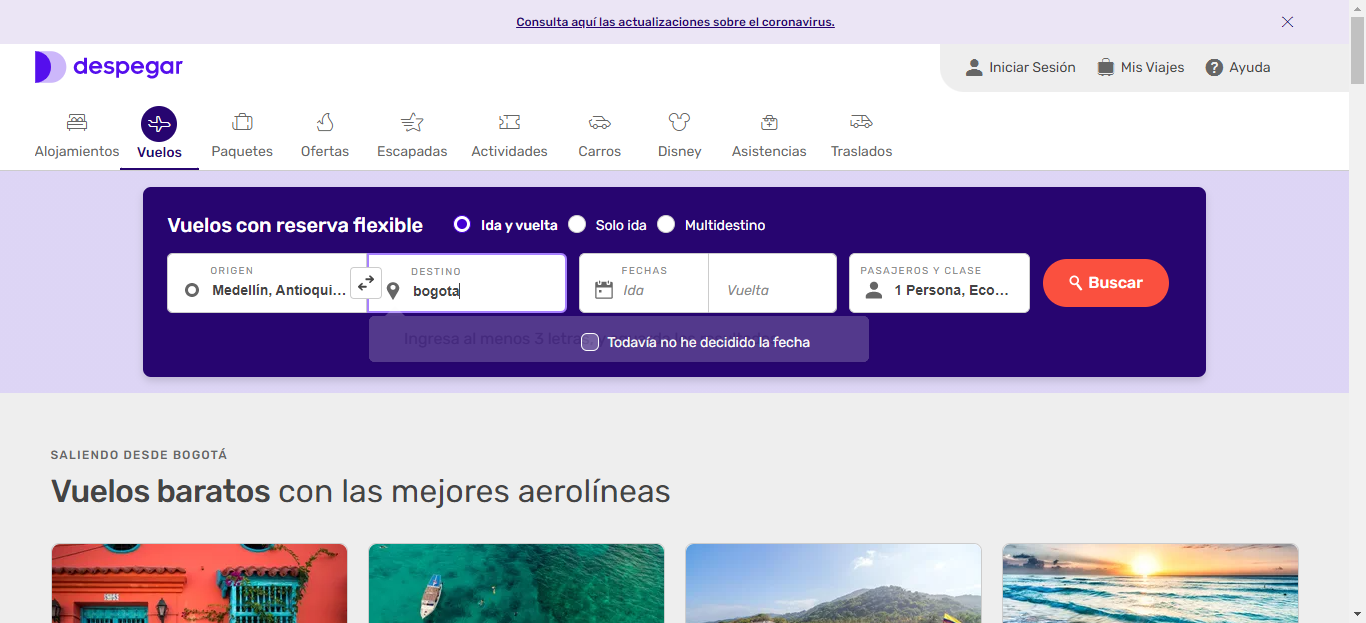 Consulta aquí las actualizaciones sobre el coronavirus.
despegar
Iniciar Sesión
Mis Viajes
? Ayuda
Alojamientos
Vuelos
Paquetes
Ofertas
Escapadas
Actividades
Carros
Disney
Asistencias
Traslados
Vuelos con reserva flexible
Ida y vuelta
Solo ida
Multidestino
ORIGEN
Medellín, Antioqui...
DESTINO
bogota
FECHAS
Ida
Vuelta
PASAJEROS Y CLASE
1 Persona, Eco...
Buscar
Ingresa al menos 3 letras
Todavía no he decidido la fecha
SALIENDO DESDE BOGOTÁ
Vuelos baratos con las mejores aerolíneas